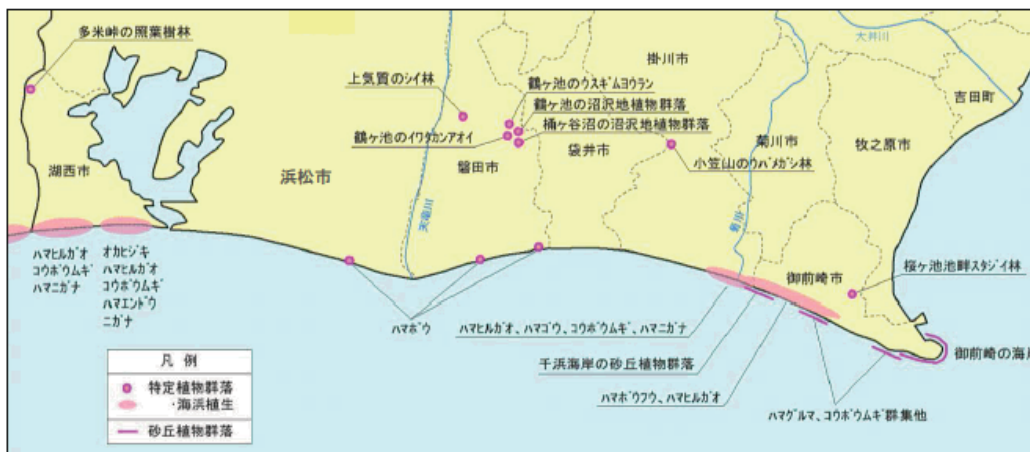 多米峠の照葉樹林
上気質のシイ林
鶴ヶ池のウスギムヨウラン
鶴ヶ池の沼沢地植物群落
桶ヶ谷沼の沼沢地植物群落
鶴ヶ池のイワタカンアオイ
掛川市
大井川
吉田町
湖西市
浜松市
磐田市
袋井市
菊川市
牧之原市
小笠山のウバメガシ林
天竜川
菊川
御前崎市
桜ヶ池池畔スタジイ林
ハマヒルガオ
コウボウムギ
ハマニガナ
オカヒジキ
ハマヒルガオ
コウボウムギ
ハマエンドウ
ニガナ
ハマボウ
ハマヒルガオ、ハマゴウ、コウボウムギ、ハマニガナ
千浜海岸の砂丘植物群落
ハマボウフウ、ハマヒルガオ
御前崎の海岸
ハマグルマ、コウボウムギ群集他
凡 例
特定植物群落
・海浜植生
砂丘植物群落